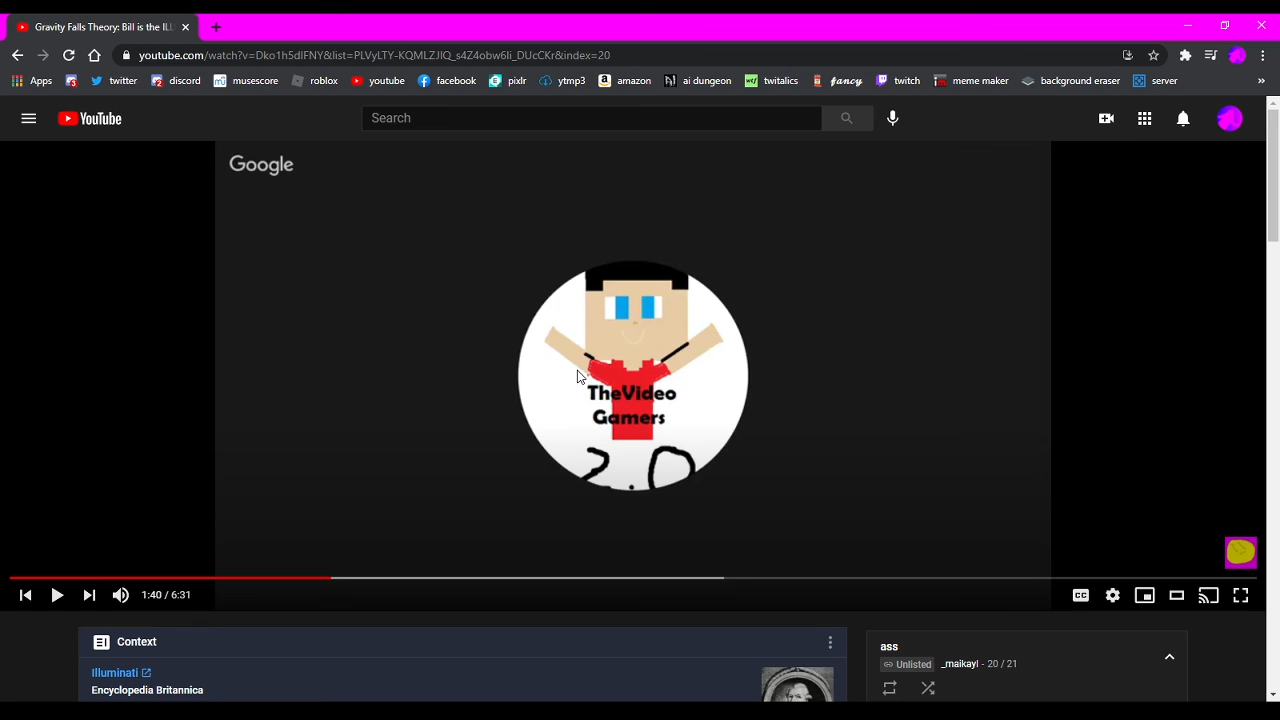 Gravity Falls Theory: Bill is the ILL
youtube.com/watch?v=Dko1h5dIFNY&list=PLVyLTY-KQMLZJIQ_s4Z4obw6Ii_DUcCKr&index=20
Apps twitter discord musescore roblox youtube facebook pixlr ytmp3 amazon ai dungeon twitalics fancy twitch meme maker background eraser server »
YouTube
Search
Google
TheVideo
Gamers
2.0
1:40 / 6:31
CC
Context
Illuminati
Encyclopedia Britannica
ass
Unlisted _maikayl - 20 / 21